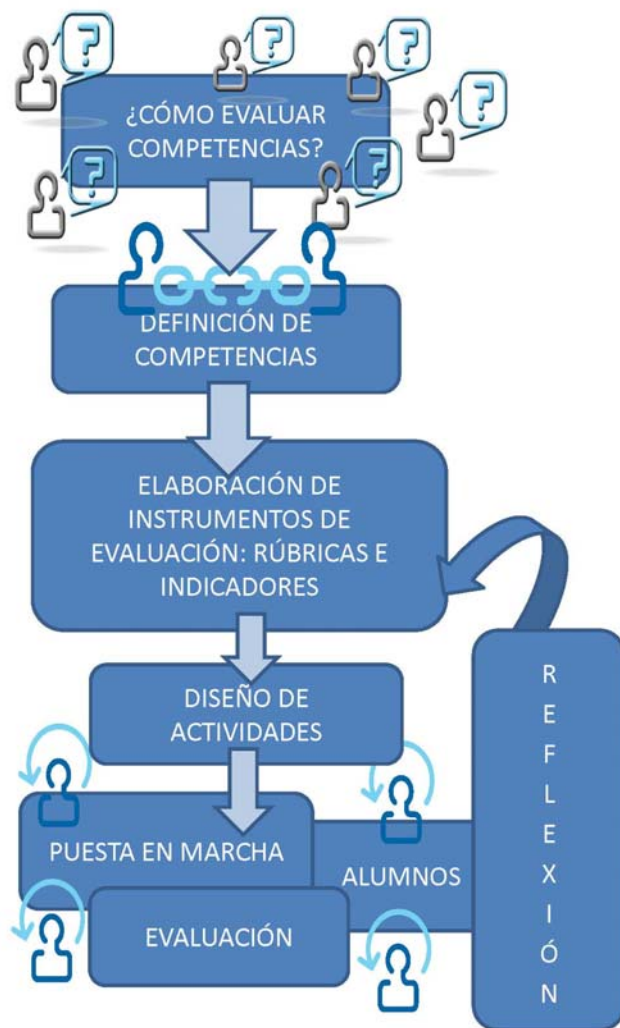 ?
?
?
?
¿CÓMO EVALUAR
COMPETENCIAS?
?
?
DEFINICIÓN DE
COMPETENCIAS
ELABORACIÓN DE
INSTRUMENTOS DE
EVALUACIÓN: RÚBRICAS E
INDICADORES
DISEÑO DE
ACTIVIDADES
PUESTA EN MARCHA
ALUMNOS
EVALUACIÓN
R
E
F
L
E
X
I
Ó
N